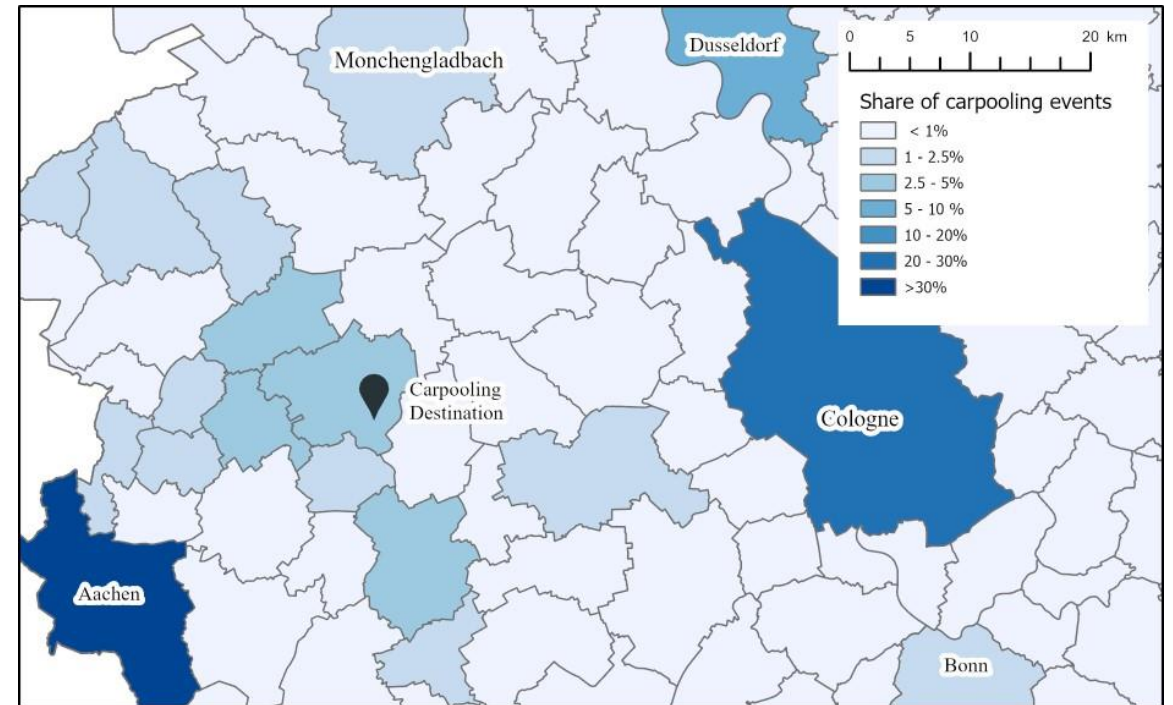 Monchengladbach
Dusseldorf
0 5 10 20 km
Share of carpooling events
< 1%
1 - 2.5%
2.5 - 5%
5 - 10 %
10 - 20%
20 - 30%
>30%
Carpooling
Destination
Cologne
Aachen
Bonn